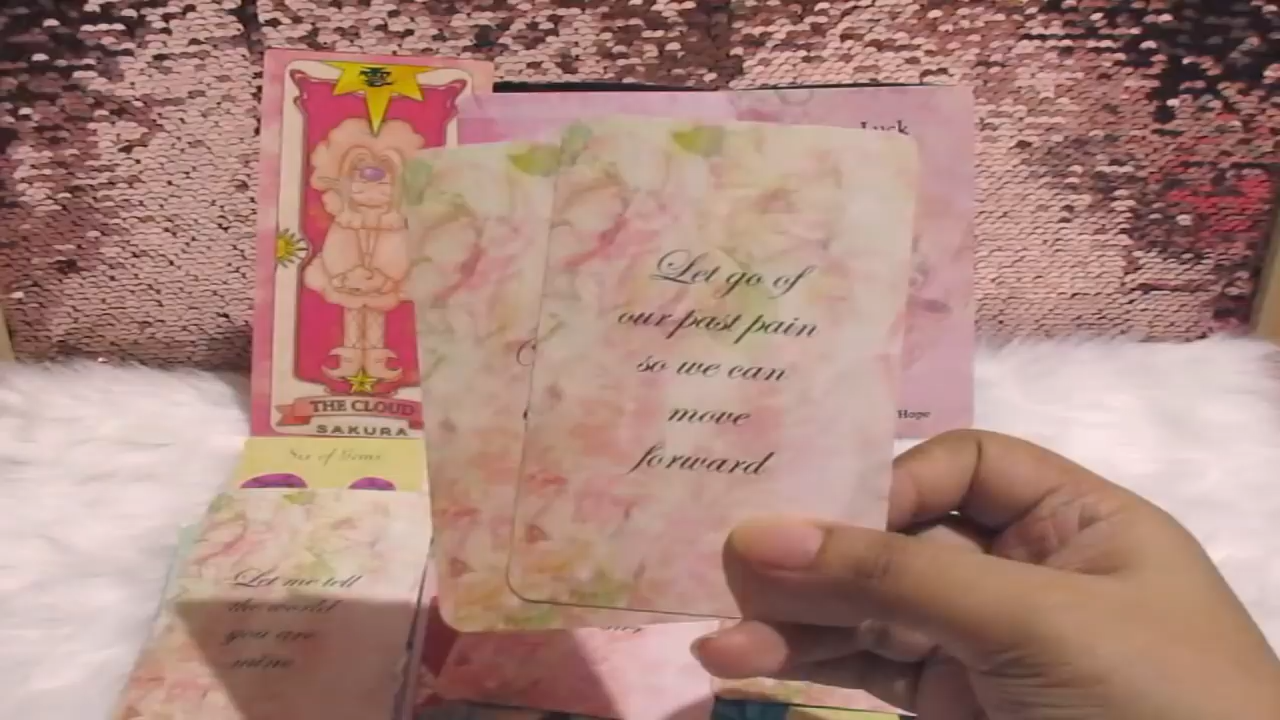 Luck
Let go of
our past pain
so we can
move
forward
Hope
THE CLOUD
SAKURA
Six of Gems
Let me tell
the world
you are
mine